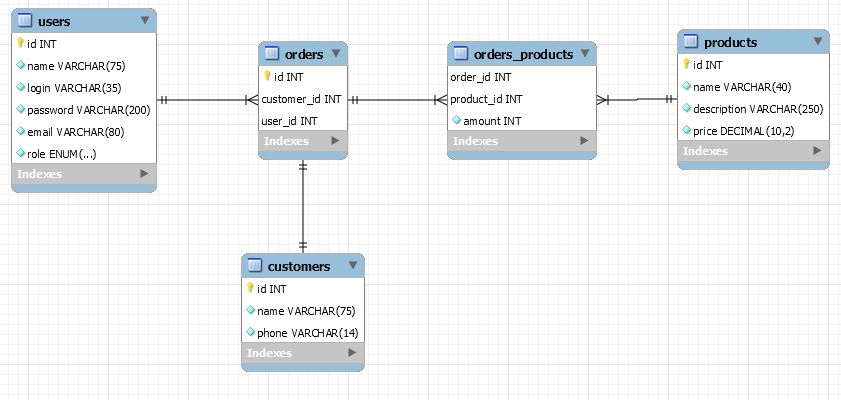 users
id INT
name VARCHAR(75)
login VARCHAR(35)
password VARCHAR(200)
email VARCHAR(80)
role ENUM(...)
Indexes
orders
id INT
customer_id INT
user_id INT
Indexes
orders_products
order_id INT
product_id INT
amount INT
Indexes
products
id INT
name VARCHAR(40)
description VARCHAR(250)
price DECIMAL(10,2)
Indexes
customers
id INT
name VARCHAR(75)
phone VARCHAR(14)
Indexes